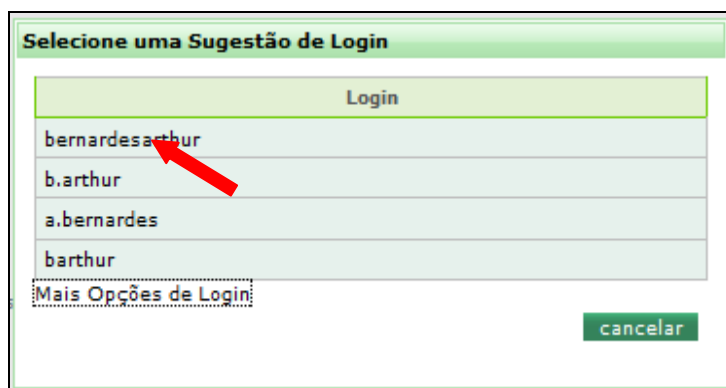 Selecione uma Sugestão de Login
Login
bernardesarthur
b.arthur
a.bernardes
barthur
Mais Opções de Login
cancelar